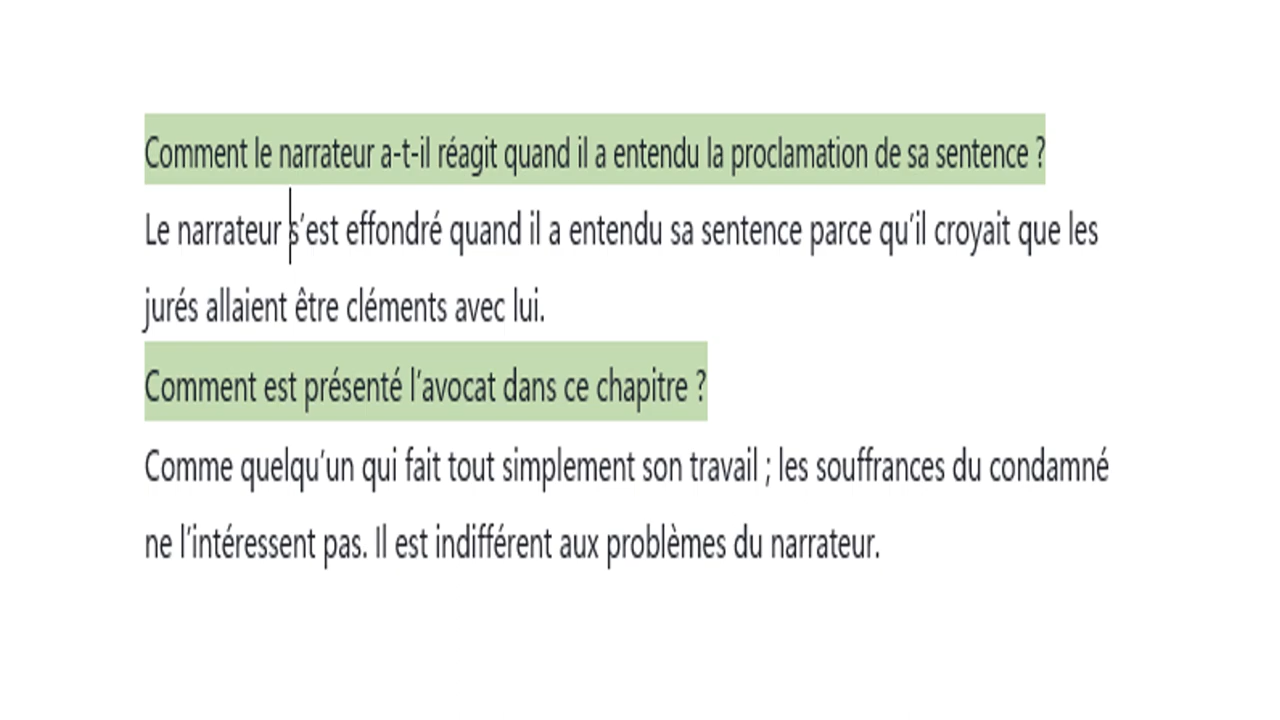 Comment le narrateur a-t-il réagit quand il a entendu la proclamation de sa sentence ?
Le narrateur s’est effondré quand il a entendu sa sentence parce qu’il croyait que les
jurés allaient être cléments avec lui.
Comment est présenté l’avocat dans ce chapitre ?
Comme quelqu’un qui fait tout simplement son travail ; les souffrances du condamné
ne l’intéressent pas. Il est indifférent aux problèmes du narrateur.